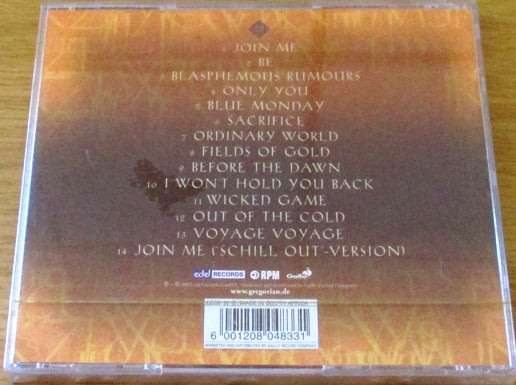 1 JOIN ME
2 BE
3 BLASPHEMOUS RUMOURS
4 ONLY YOU
5 BLUE MONDAY
6 SACRIFICE
7 ORDINARY WORLD
8 FIELDS OF GOLD
9 BEFORE THE DAWN
10 I WON'T HOLD YOU BACK
11 WICKED GAME
12 OUT OF THE COLD
13 VOYAGE VOYAGE
14 JOIN ME ('SCHILL OUT'-VERSION)
edel RECORDS RPM Gallo
www.gregorian.de
6 001208 048331